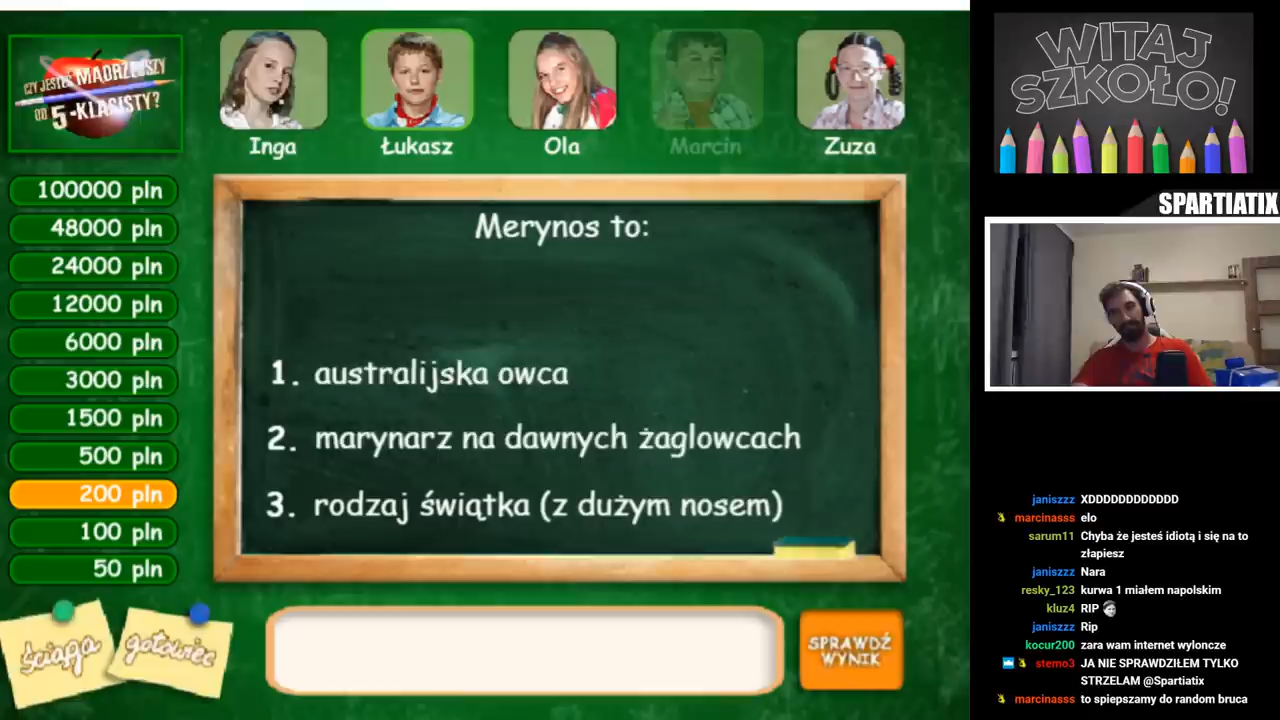 CZY JESTEŚ MĄDRZEJSZY
OD 5-KLASISTY?
Inga
Łukasz
Ola
Marcin
Zuza
100000 pln
48000 pln
24000 pln
12000 pln
6000 pln
3000 pln
1500 pln
500 pln
200 pln
100 pln
50 pln
Merynos to:
1. australijska owca
2. marynarz na dawnych żaglowcach
3. rodzaj świątka (z dużym nosem)
ściąga
gotowiec
SPRAWDŹ
WYNIK
WITAJ
SZKOŁO!
SPARTIATIX
janiszzz XDDDDDDDDDDDD
marcinasss elo
sarum11 Chyba że jesteś idiotą i się na to
złapiesz
janiszzz Nara
resky_123 kurwa 1 miałem napolskim
kluz4 RIP
janiszzz Rip
kocur200 zara wam internet wyloncze
stemo3 JA NIE SPRAWDZIŁEM TYLKO
STRZELAM @Spartiatix
marcinasss to spiepszamy do random bruca